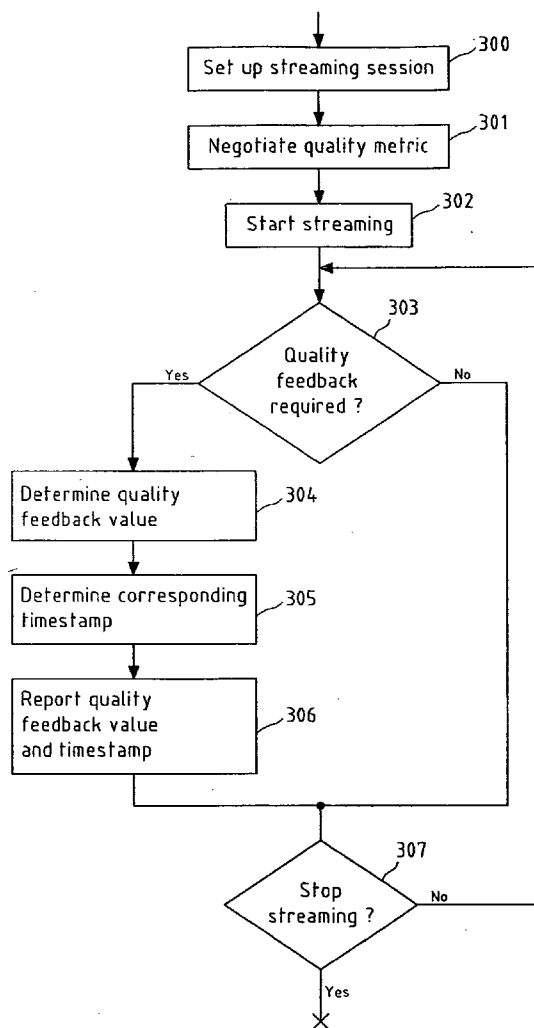 300
Set up streaming session
301
Negotiate quality metric
302
Start streaming
303
Quality
feedback
required ?
Yes
No
Determine quality
feedback value
304
Determine corresponding
timestamp
305
Report quality
feedback value
and timestamp
306
307
Stop
streaming ?
No
Yes